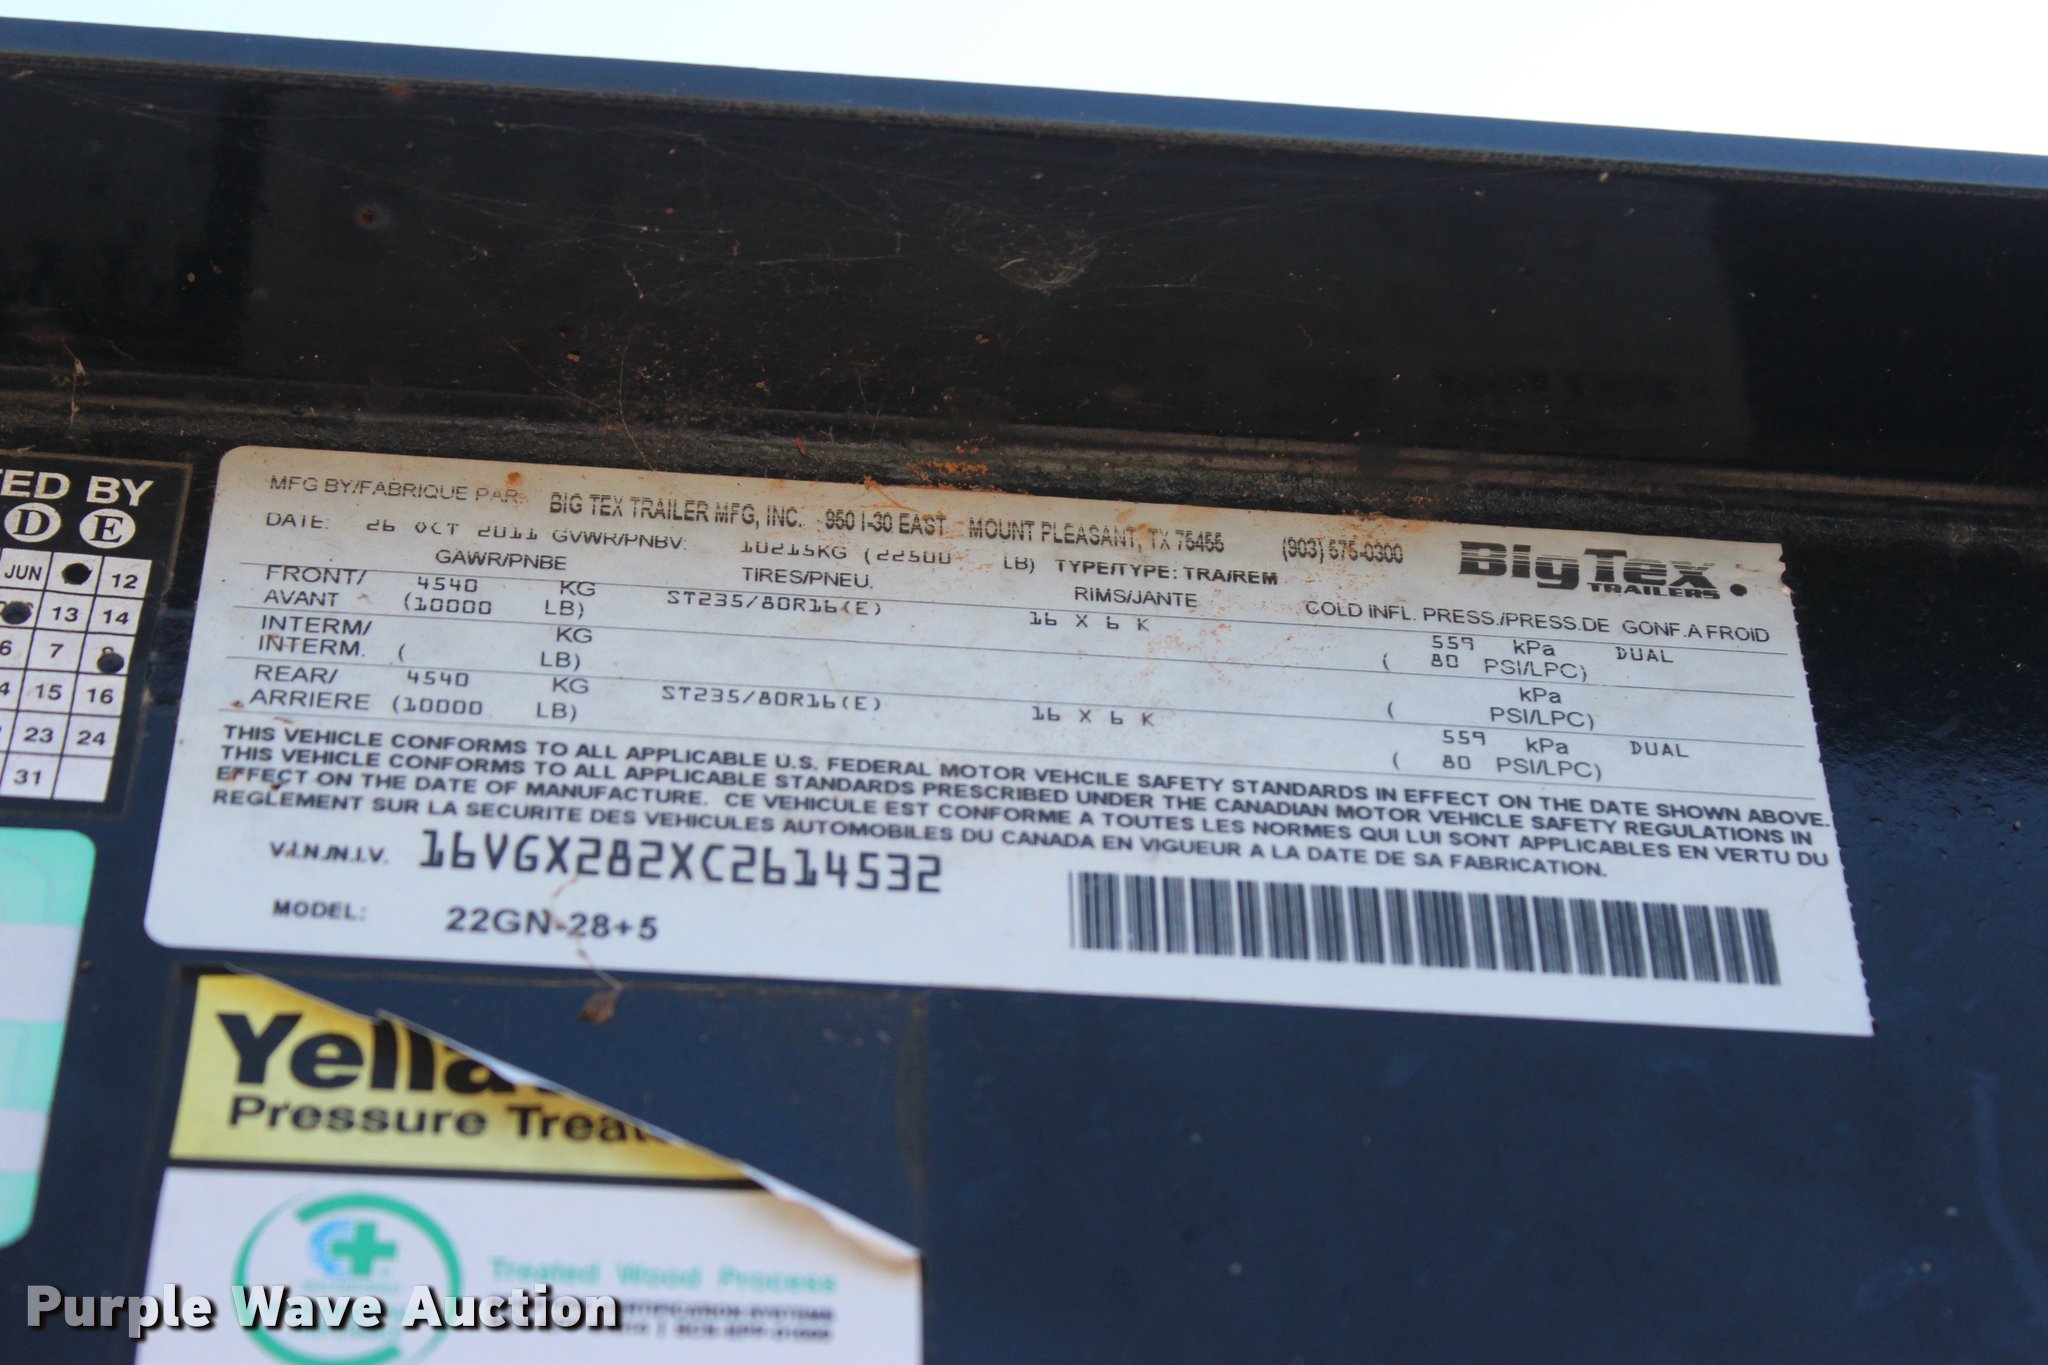 MFG BY/FABRIQUE PAR: BIG TEX TRAILER MFG, INC. 950 I-30 EAST MOUNT PLEASANT, TX 75455 (903) 575-0300
BigTex
TRAILERS
DATE: 26 OCT 2011 GVWR/PNBV: 10215KG (22500 LB) TYPE/TYPE: TRA/REM
GAWR/PNBE TIRES/PNEU. RIMS/JANTE COLD INFL. PRESS./PRESS.DE GONF.A FROID
FRONT/ 4540 KG ST235/80R16(E) 16 X 6 K 559 kPa DUAL
AVANT (10000 LB) ( 80 PSI/LPC)
INTERM/ KG kPa
INTERM. ( LB) ( PSI/LPC)
REAR/ 4540 KG ST235/80R16(E) 16 X 6 K 559 kPa DUAL
ARRIERE (10000 LB) ( 80 PSI/LPC)
THIS VEHICLE CONFORMS TO ALL APPLICABLE U.S. FEDERAL MOTOR VEHCILE SAFETY STANDARDS IN EFFECT ON THE DATE SHOWN ABOVE.
THIS VEHICLE CONFORMS TO ALL APPLICABLE STANDARDS PRESCRIBED UNDER THE CANADIAN MOTOR VEHICLE SAFETY REGULATIONS IN
EFFECT ON THE DATE OF MANUFACTURE. CE VEHICULE EST CONFORME A TOUTES LES NORMES QUI LUI SONT APPLICABLES EN VERTU DU
REGLEMENT SUR LA SECURITE DES VEHICULES AUTOMOBILES DU CANADA EN VIGUEUR A LA DATE DE SA FABRICATION.
V.I.N./N.I.V. 16VGX282XC2614532
MODEL: 22GN-28+5
ED BY
D E
JUN 12
13 14
6 7
15 16
23 24
31
Yella
Pressure Trea
Treated Wood Process
Purple Wave Auction